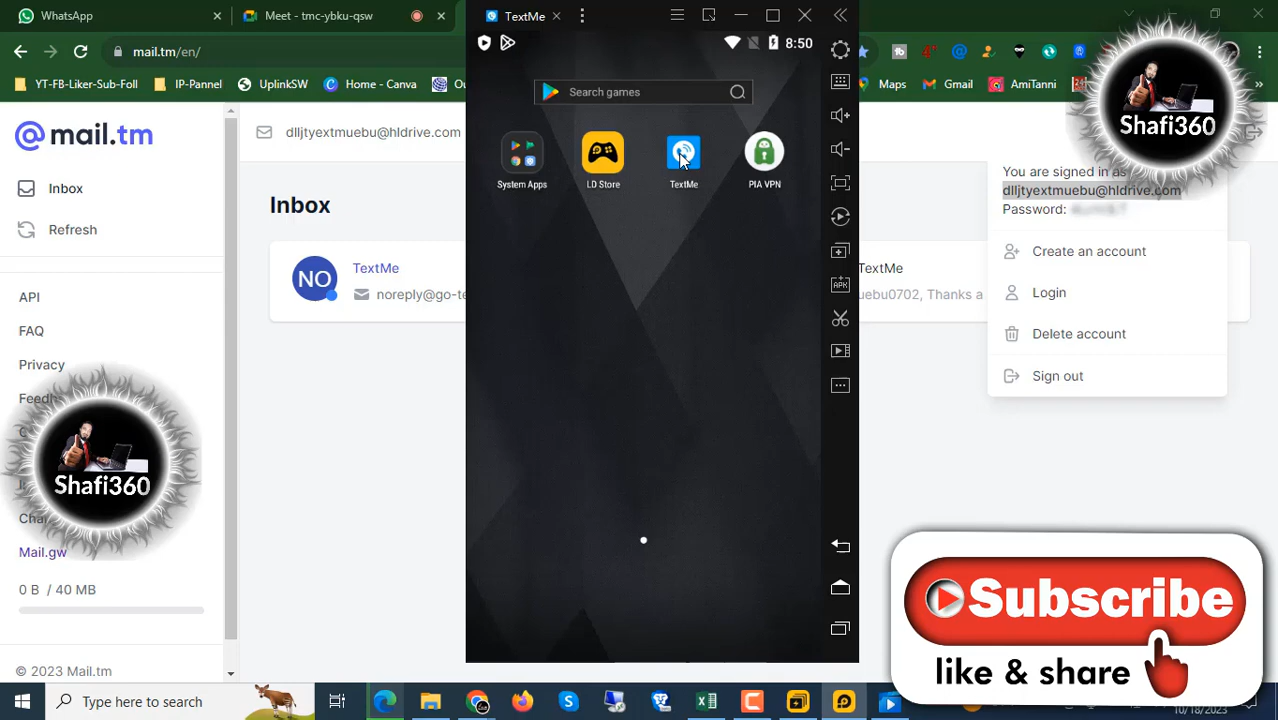 WhatsApp
Meet - tmc-ybku-qsw
mail.tm/en/
YT-FB-Liker-Sub-Foll
IP-Pannel
UplinkSW
Home - Canva
Maps
Gmail
AmiTanni
@mail.tm
dlljtyextmuebu@hldrive.com
Inbox
Refresh
API
FAQ
Privacy
Mail.gw
0 B / 40 MB
© 2023 Mail.tm
Inbox
NO
TextMe
noreply@go-te
TextMe
uebu0702, Thanks a
TextMe
8:50
Search games
System Apps
LD Store
TextMe
PIA VPN
APK
You are signed in as
dlljtyextmuebu@hldrive.com
Password:
Create an account
Login
Delete account
Sign out
Shafi360
Shafi360
Subscribe
like & share
Type here to search
10/18/2023